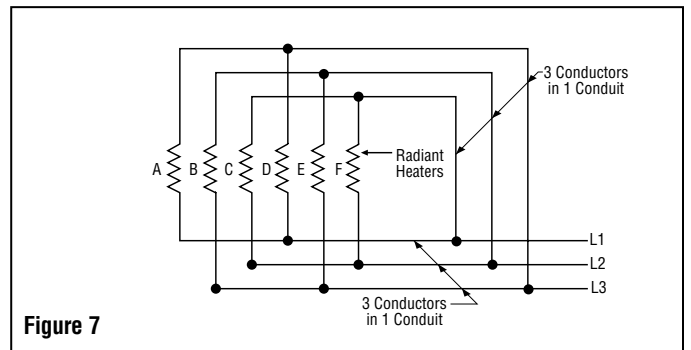 3 Conductors
in 1 Conduit
A
B
C
D
E
F
Radiant
Heaters
L1
L2
L3
3 Conductors
in 1 Conduit
Figure 7